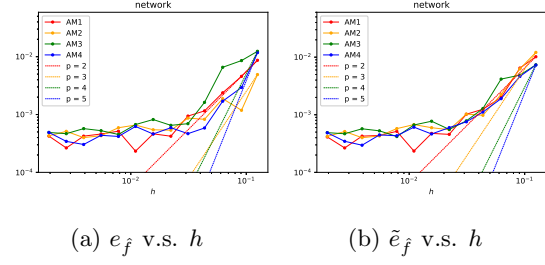 network
AM1
AM2
AM3
AM4
p = 2
p = 3
p = 4
p = 5
10⁻²
10⁻³
10⁻⁴
10⁻²
10⁻¹
h
(a) e_f̂ v.s. h
network
AM1
AM2
AM3
AM4
p = 2
p = 3
p = 4
p = 5
10⁻²
10⁻³
10⁻⁴
10⁻²
10⁻¹
h
(b) ẽ_f̂ v.s. h